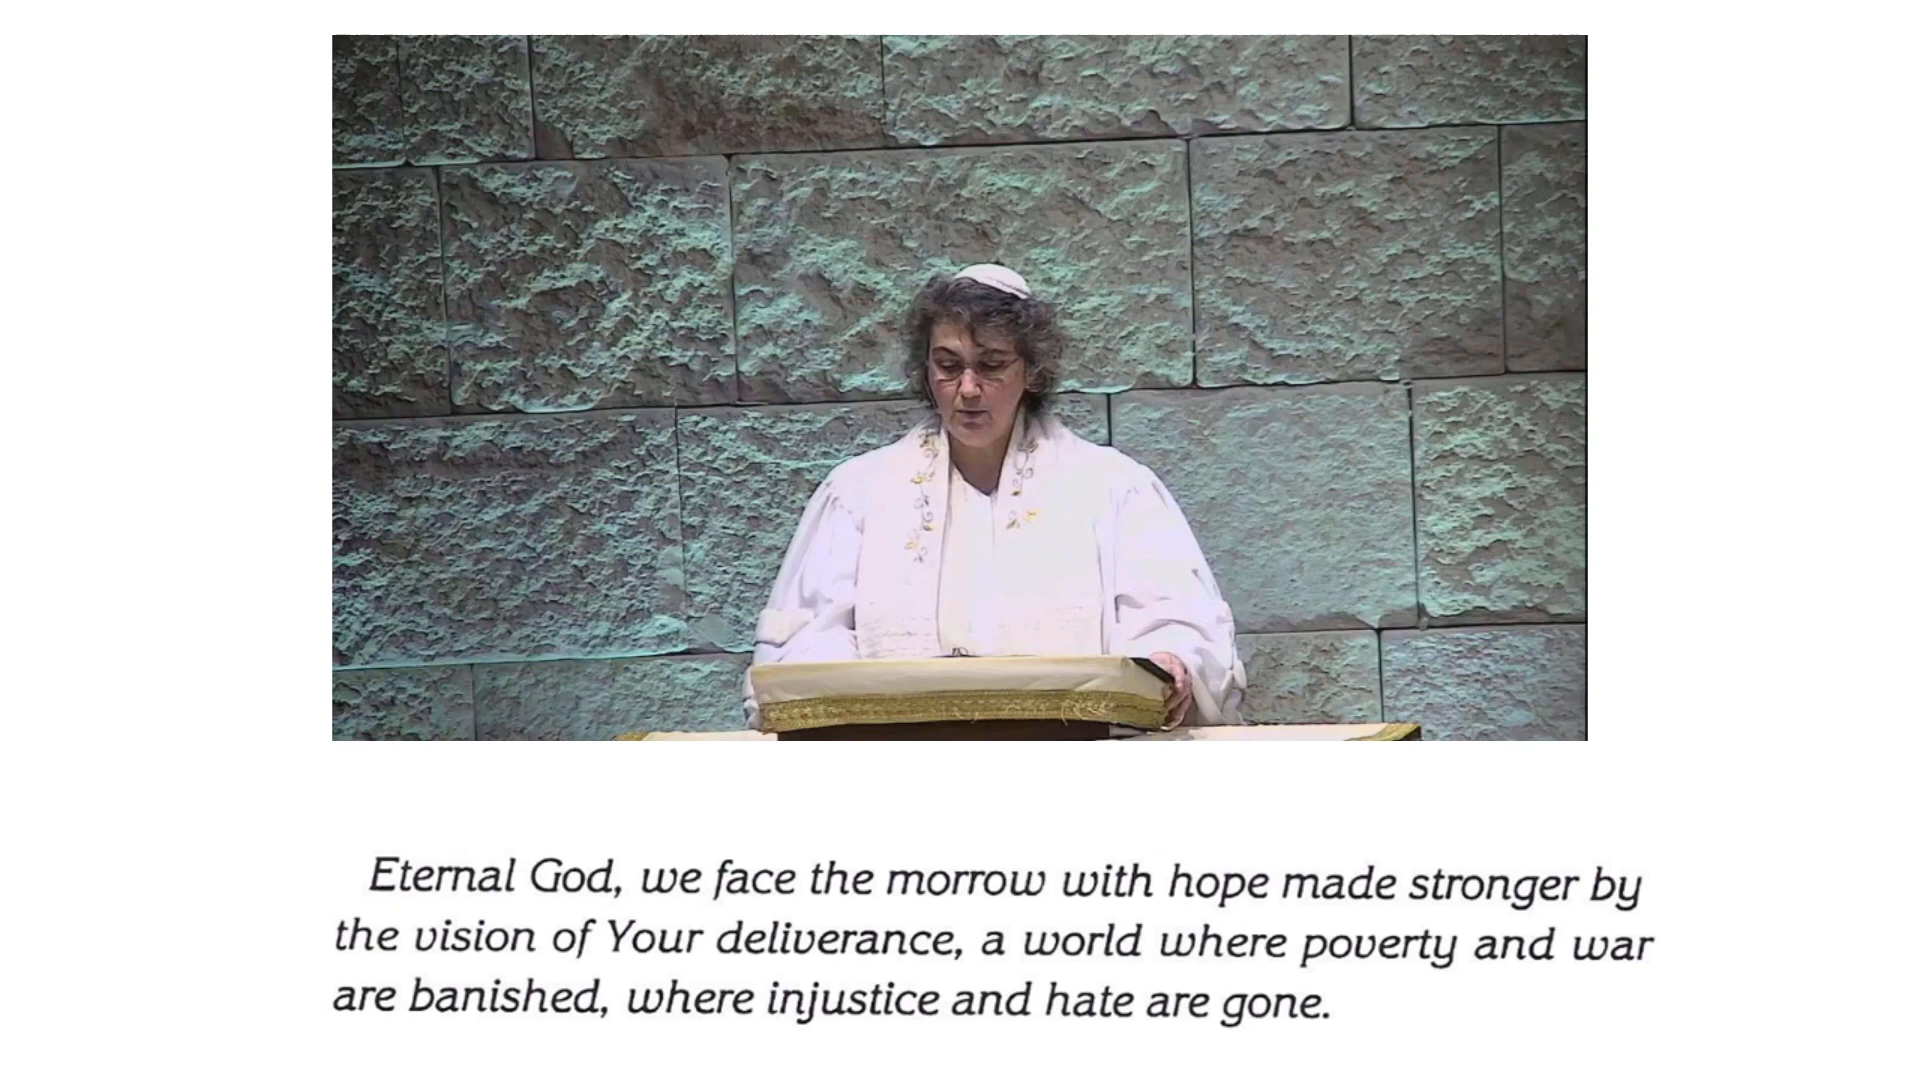 Eternal God, we face the morrow with hope made stronger by
the vision of Your deliverance, a world where poverty and war
are banished, where injustice and hate are gone.